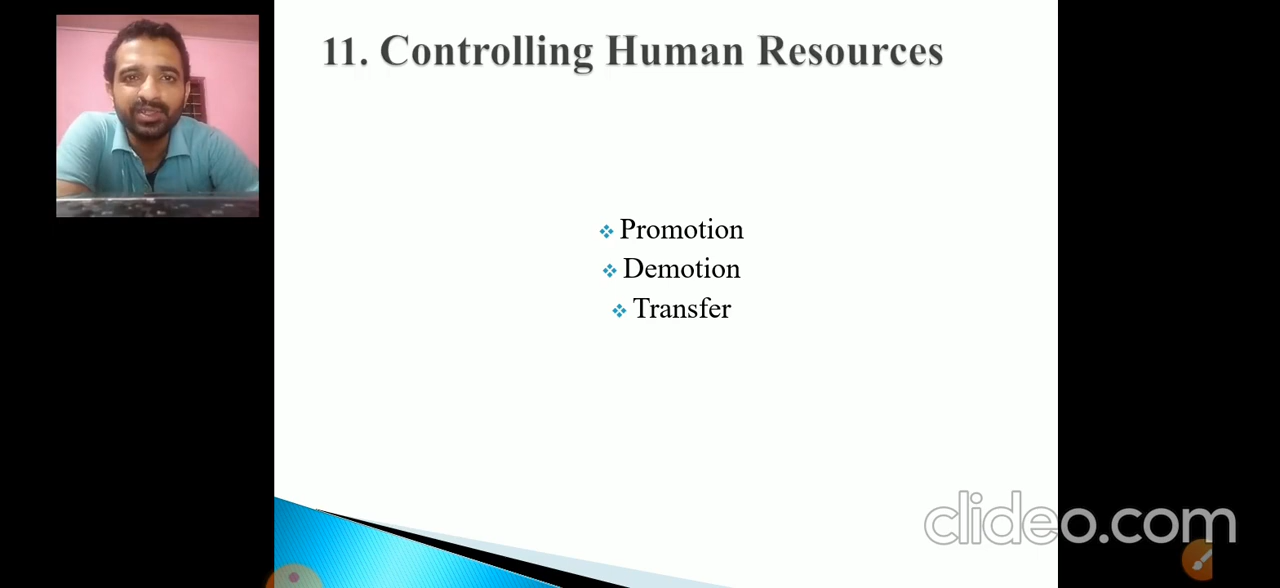 11. Controlling Human Resources
Promotion
Demotion
Transfer
clideo.com